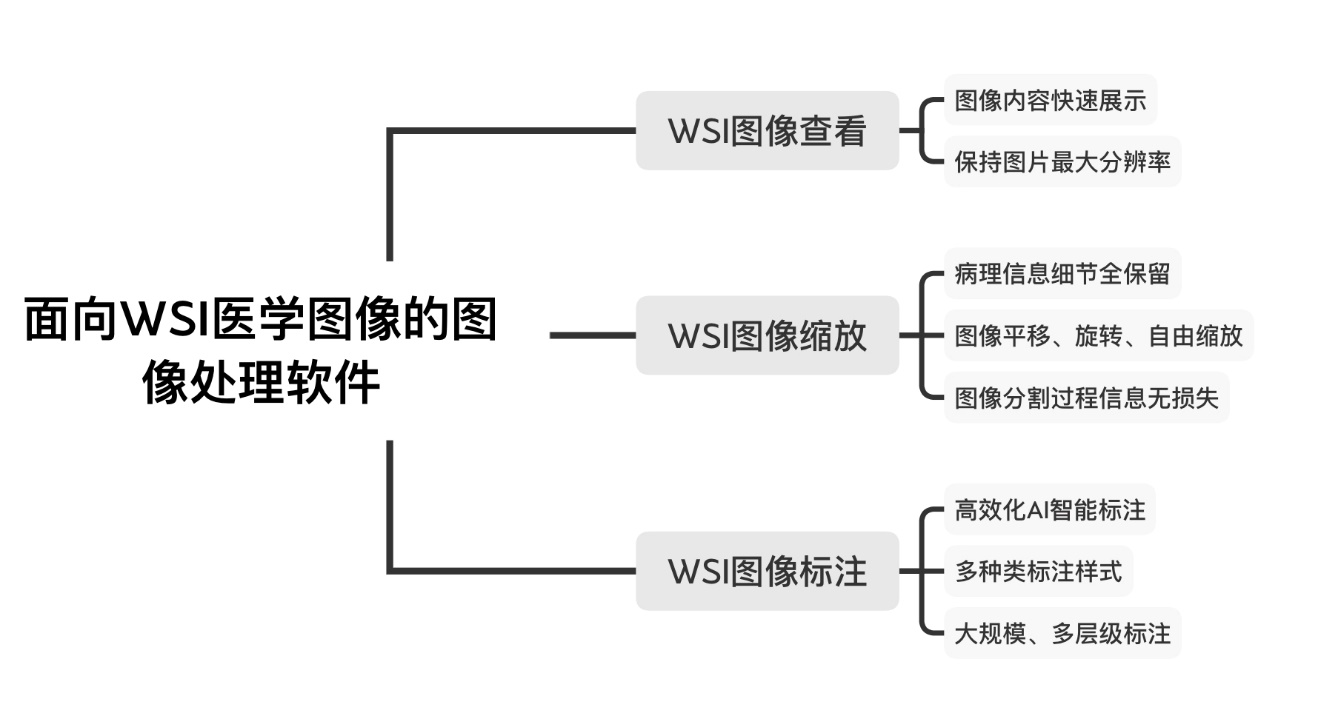 面向WSI医学图像的图
像处理软件
WSI图像查看
图像内容快速展示
保持图片最大分辨率
WSI图像缩放
病理信息细节全保留
图像平移、旋转、自由缩放
图像分割过程信息无损失
WSI图像标注
高效化AI智能标注
多种类标注样式
大规模、多层级标注